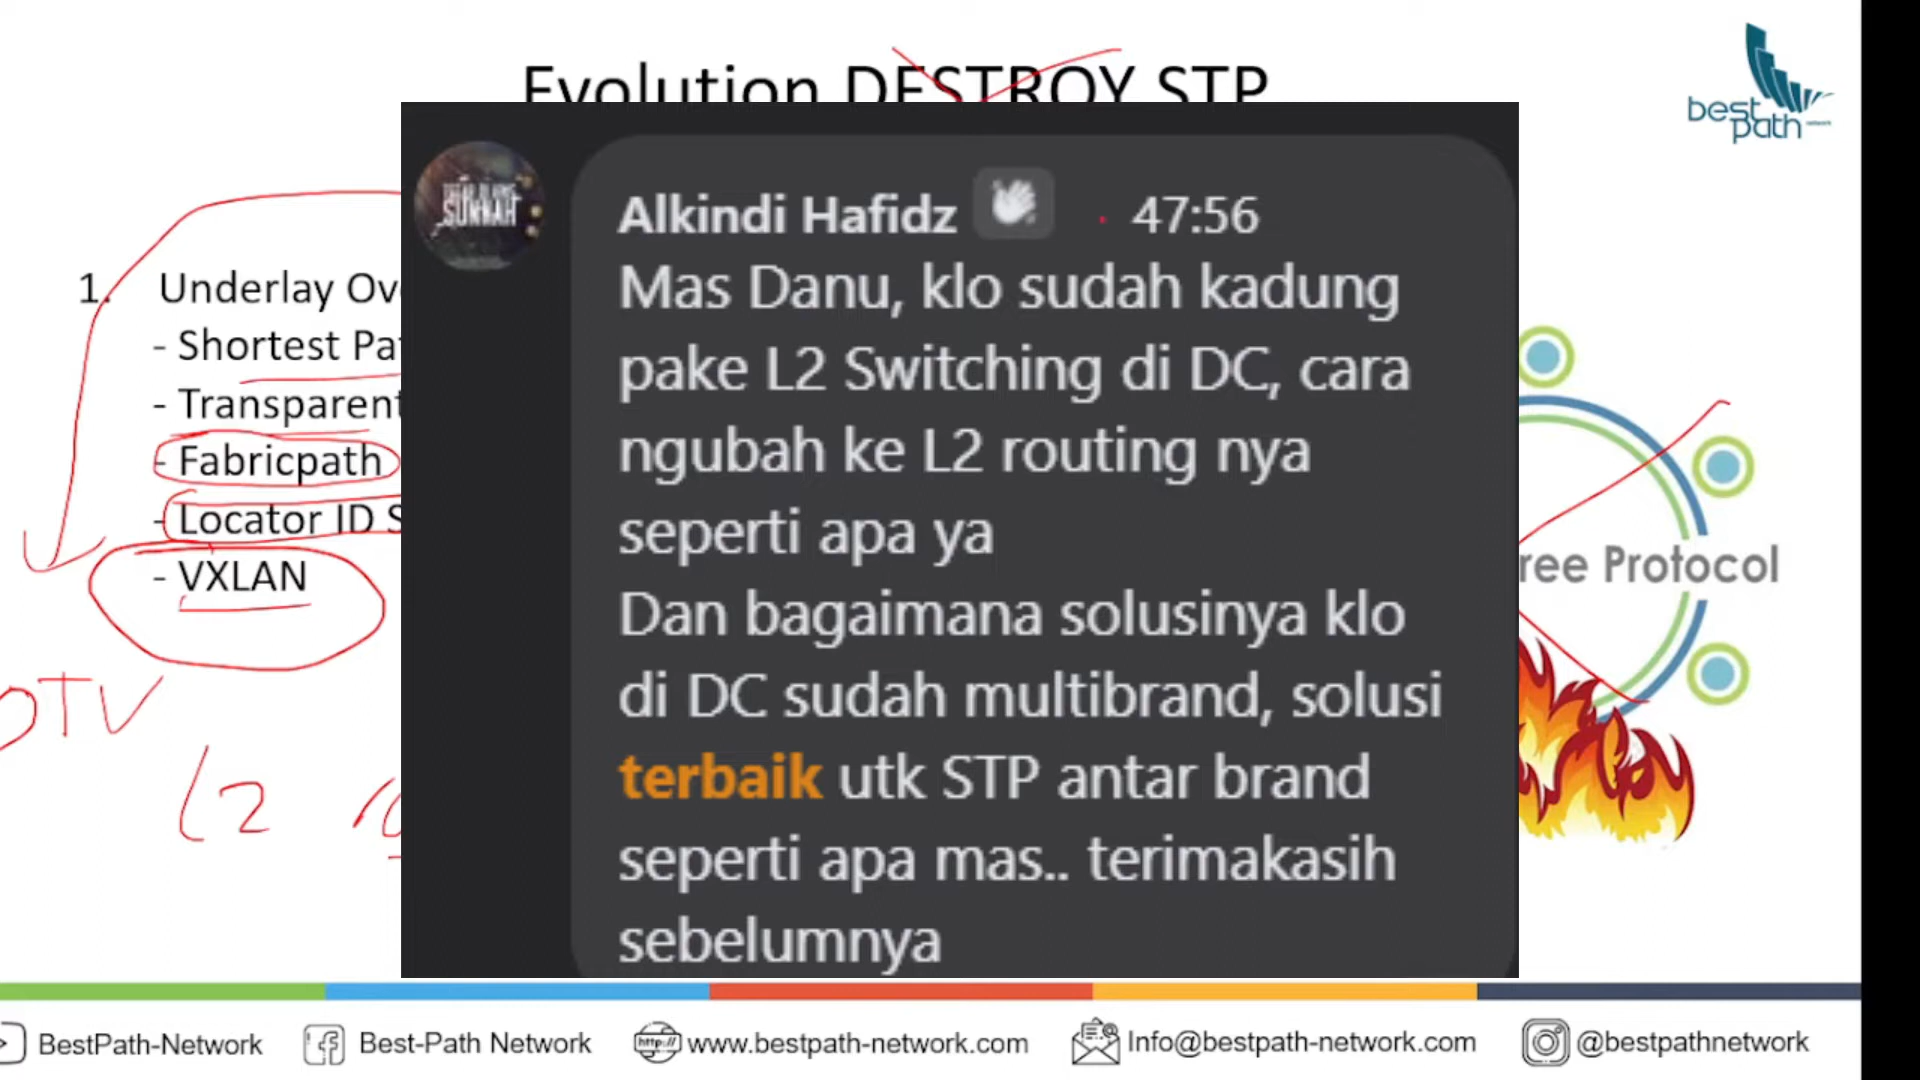 Evolution DESTROY STP
best
path
network
Alkindi Hafidz 47:56
Mas Danu, klo sudah kadung
pake L2 Switching di DC, cara
ngubah ke L2 routing nya
seperti apa ya
Dan bagaimana solusinya klo
di DC sudah multibrand, solusi
terbaik utk STP antar brand
seperti apa mas.. terimakasih
sebelumnya
SUNNAH
1. Underlay Ov
- Shortest Pa
- Transparent
- Fabricpath
- Locator ID S
- VXLAN
OTV
L2
ree Protocol
BestPath-Network
Best-Path Network
http://
www.bestpath-network.com
Info@bestpath-network.com
@bestpathnetwork